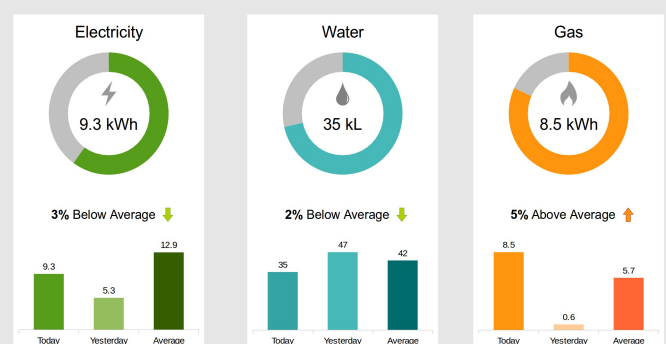 Electricity
9.3 kWh
3% Below Average
9.3
5.3
12.9
Today
Yesterday
Average
Water
35 kL
2% Below Average
35
47
42
Today
Yesterday
Average
Gas
8.5 kWh
5% Above Average
8.5
0.6
5.7
Today
Yesterday
Average